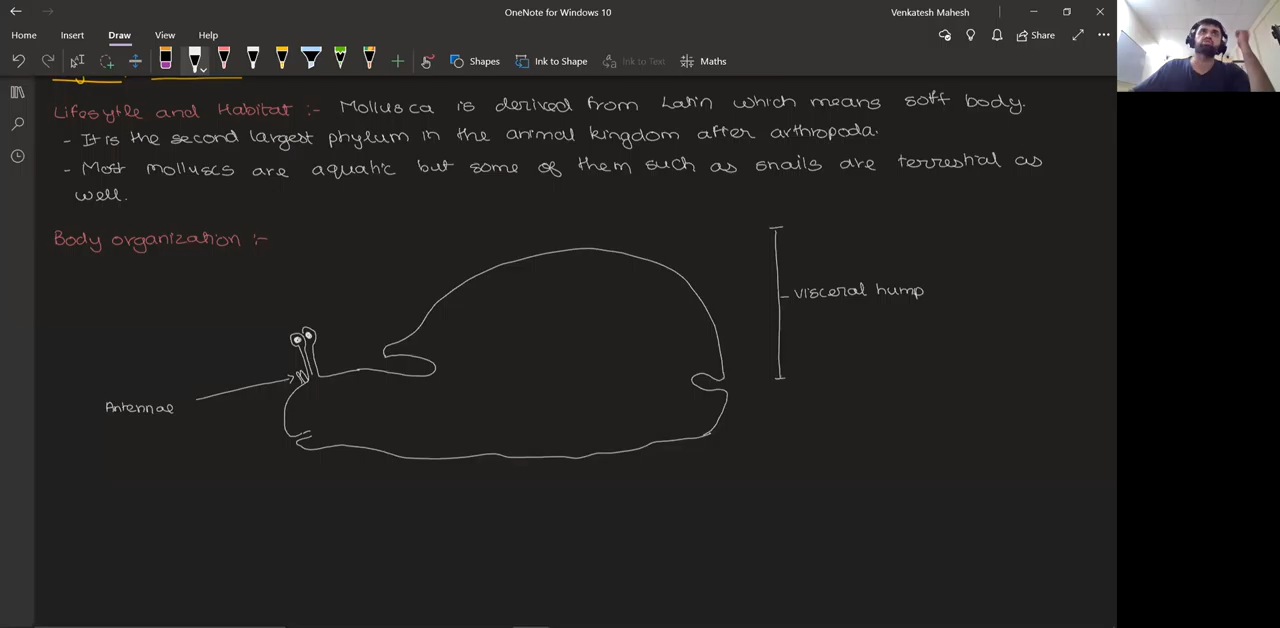 OneNote for Windows 10
Venkatesh Mahesh
Home Insert Draw View Help
Share
Shapes Ink to Shape Ink to Text Maths
Lifesytle and Habitat :- Mollusca is derived from Latin which means soft body.
- It is the second largest phylum in the animal kingdom after arthropoda.
- Most molluscs are aquatic but some of them such as snails are terrestial as
well.
Body organization :-
visceral hump
Antennae